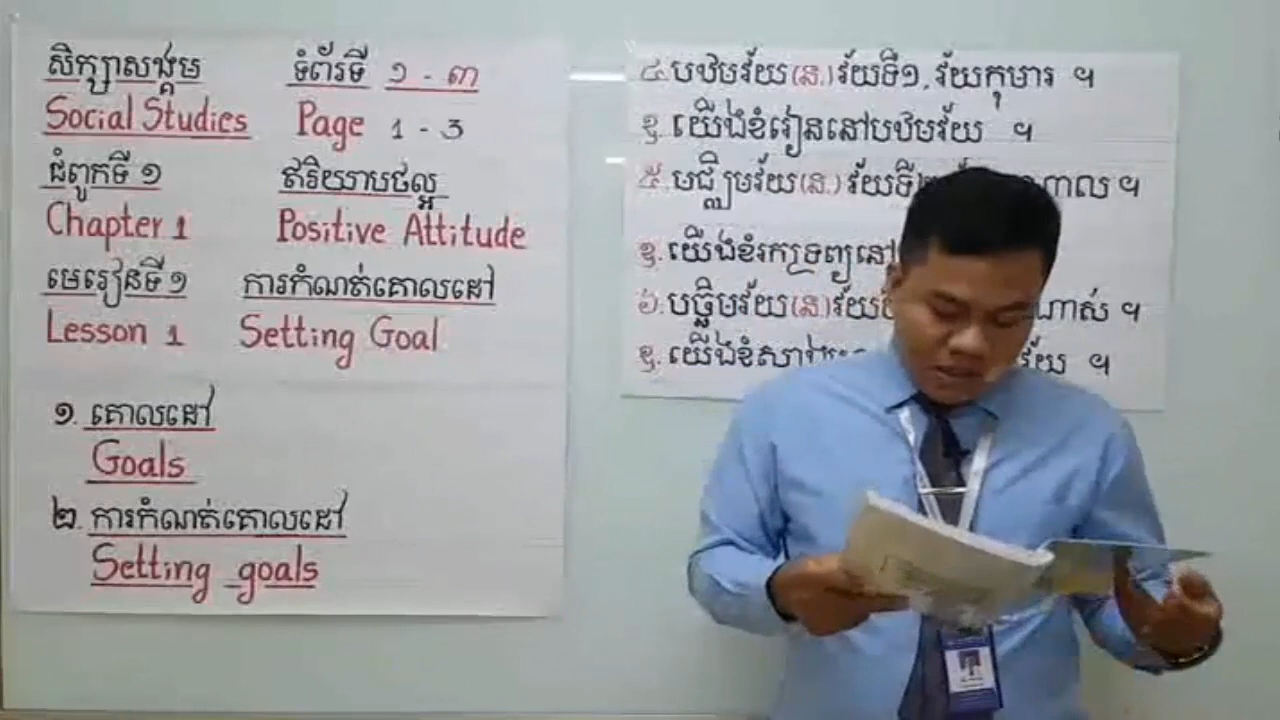 សិក្សាសង្គម ទំព័រទី ១ - ៣
Social Studies Page 1 - 3
ជំពូកទី ១ ឥរិយាបថល្អ
Chapter 1 Positive Attitude
មេរៀនទី ១ ការកំណត់គោលដៅ
Lesson 1 Setting Goal
១. គោលដៅ
Goals
២. ការកំណត់គោលដៅ
Setting goals
៤. បឋមវ័យ (ន.) វ័យទី១, វ័យកុមារ ។
ឧ. យើងខំរៀននៅបឋមវ័យ ។
៥. មជ្ឈិមវ័យ (ន.) វ័យទី
ឧ. យើងខំរកទ្រព្យនៅ
៦. បច្ឆិមវ័យ (ន.) វ័យ ណាស់ ។
ឧ. យើងខំ វ័យ ។